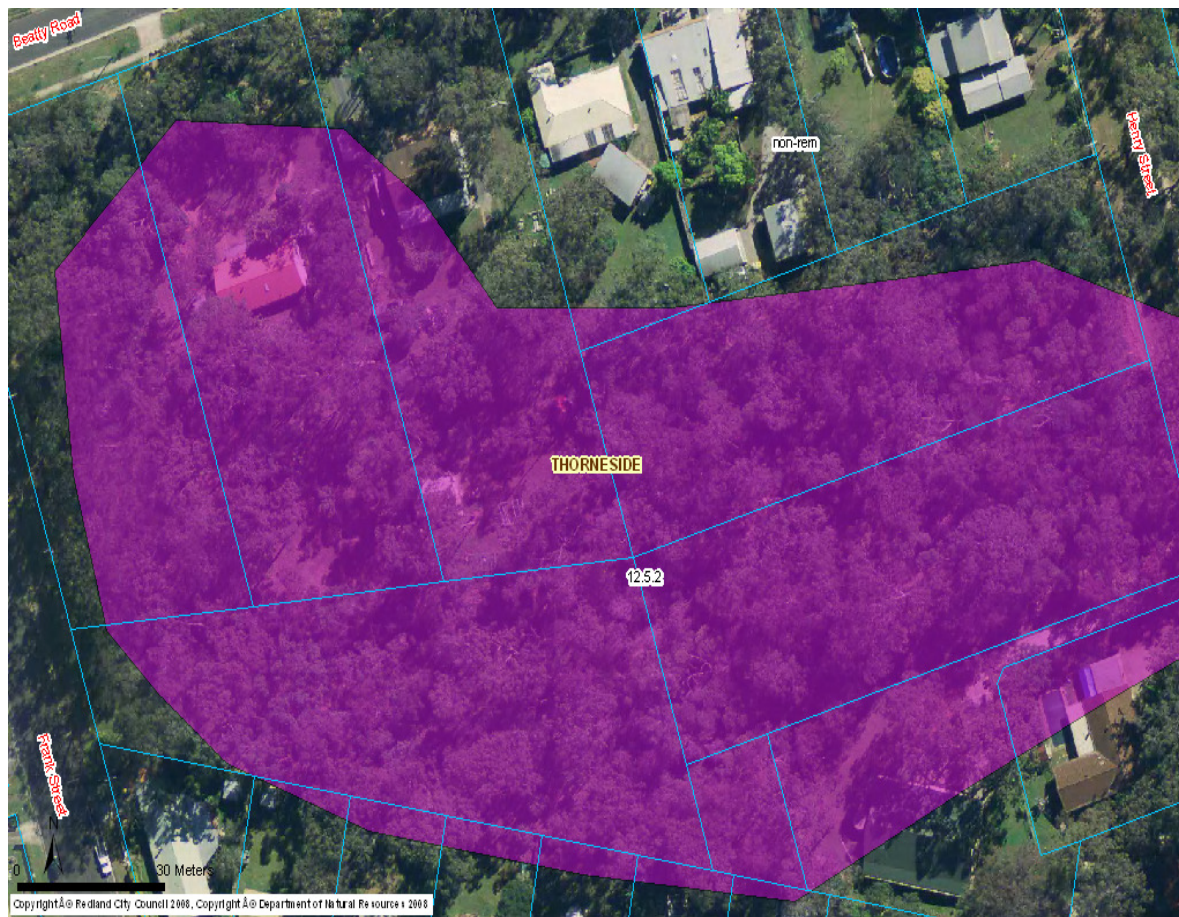 Beatty Road
non-rem
Henry Street
THORNESIDE
12.5.2
Frank Street
N
0 30 Meters
Copyright Â© Redland City Council 2008, Copyright Â© Department of Natural Resources 2008